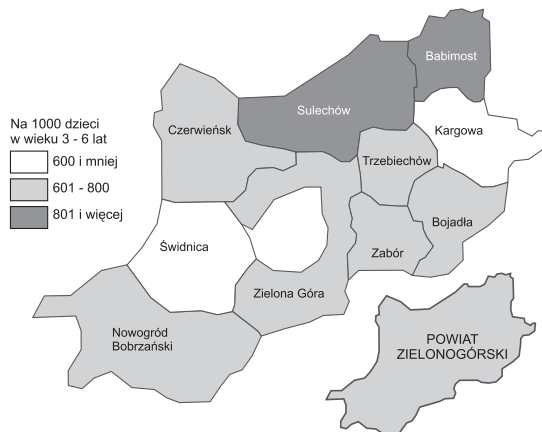 Na 1000 dzieci
w wieku 3 - 6 lat
600 i mniej
601 - 800
801 i więcej
Babimost
Sulechów
Kargowa
Czerwieńsk
Trzebiechów
Bojadła
Świdnica
Zabór
Zielona Góra
Nowogród
Bobrzański
POWIAT
ZIELONOGÓRSKI